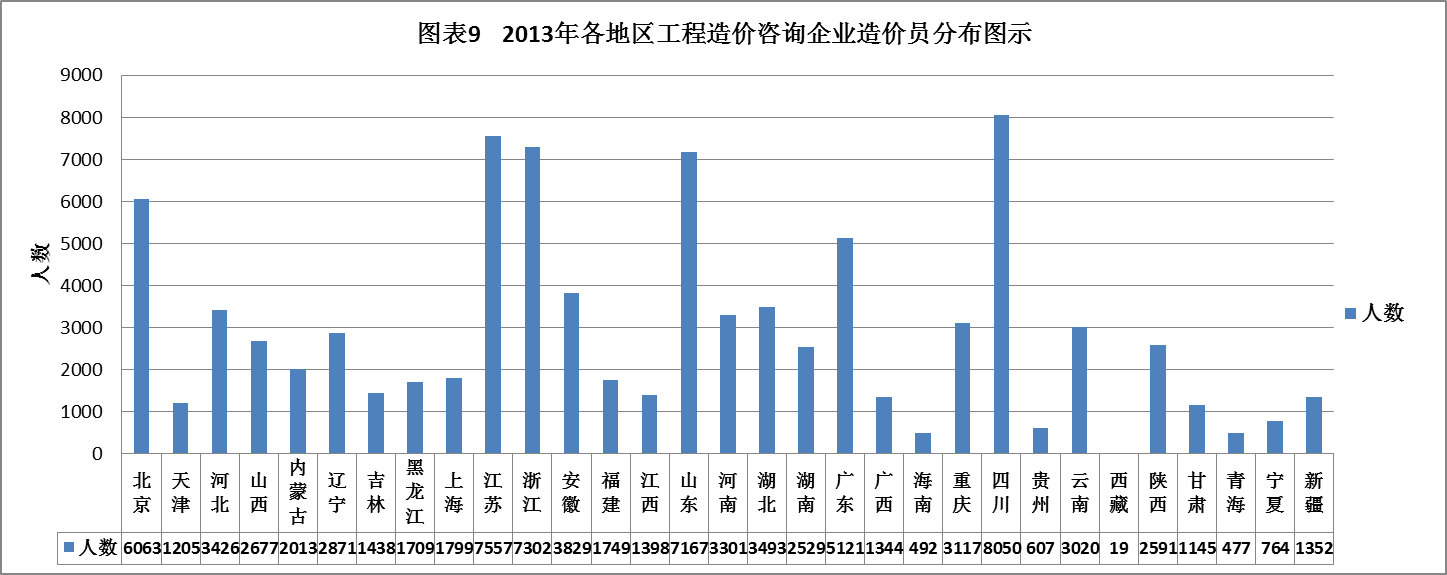 图表9 2013年各地区工程造价咨询企业造价员分布图示
9000
8000
7000
6000
5000
4000
3000
2000
1000
0
人数
人数
北京 天津 河北 山西 内蒙古 辽宁 吉林 黑龙江 上海 江苏 浙江 安徽 福建 江西 山东 河南 湖北 湖南 广东 广西 海南 重庆 四川 贵州 云南 西藏 陕西 甘肃 青海 宁夏 新疆
人数 6063 1205 3426 2677 2013 2871 1438 1709 1799 7557 7302 3829 1749 1398 7167 3301 3493 2529 5121 1344 492 3117 8050 607 3020 19 2591 1145 477 764 1352